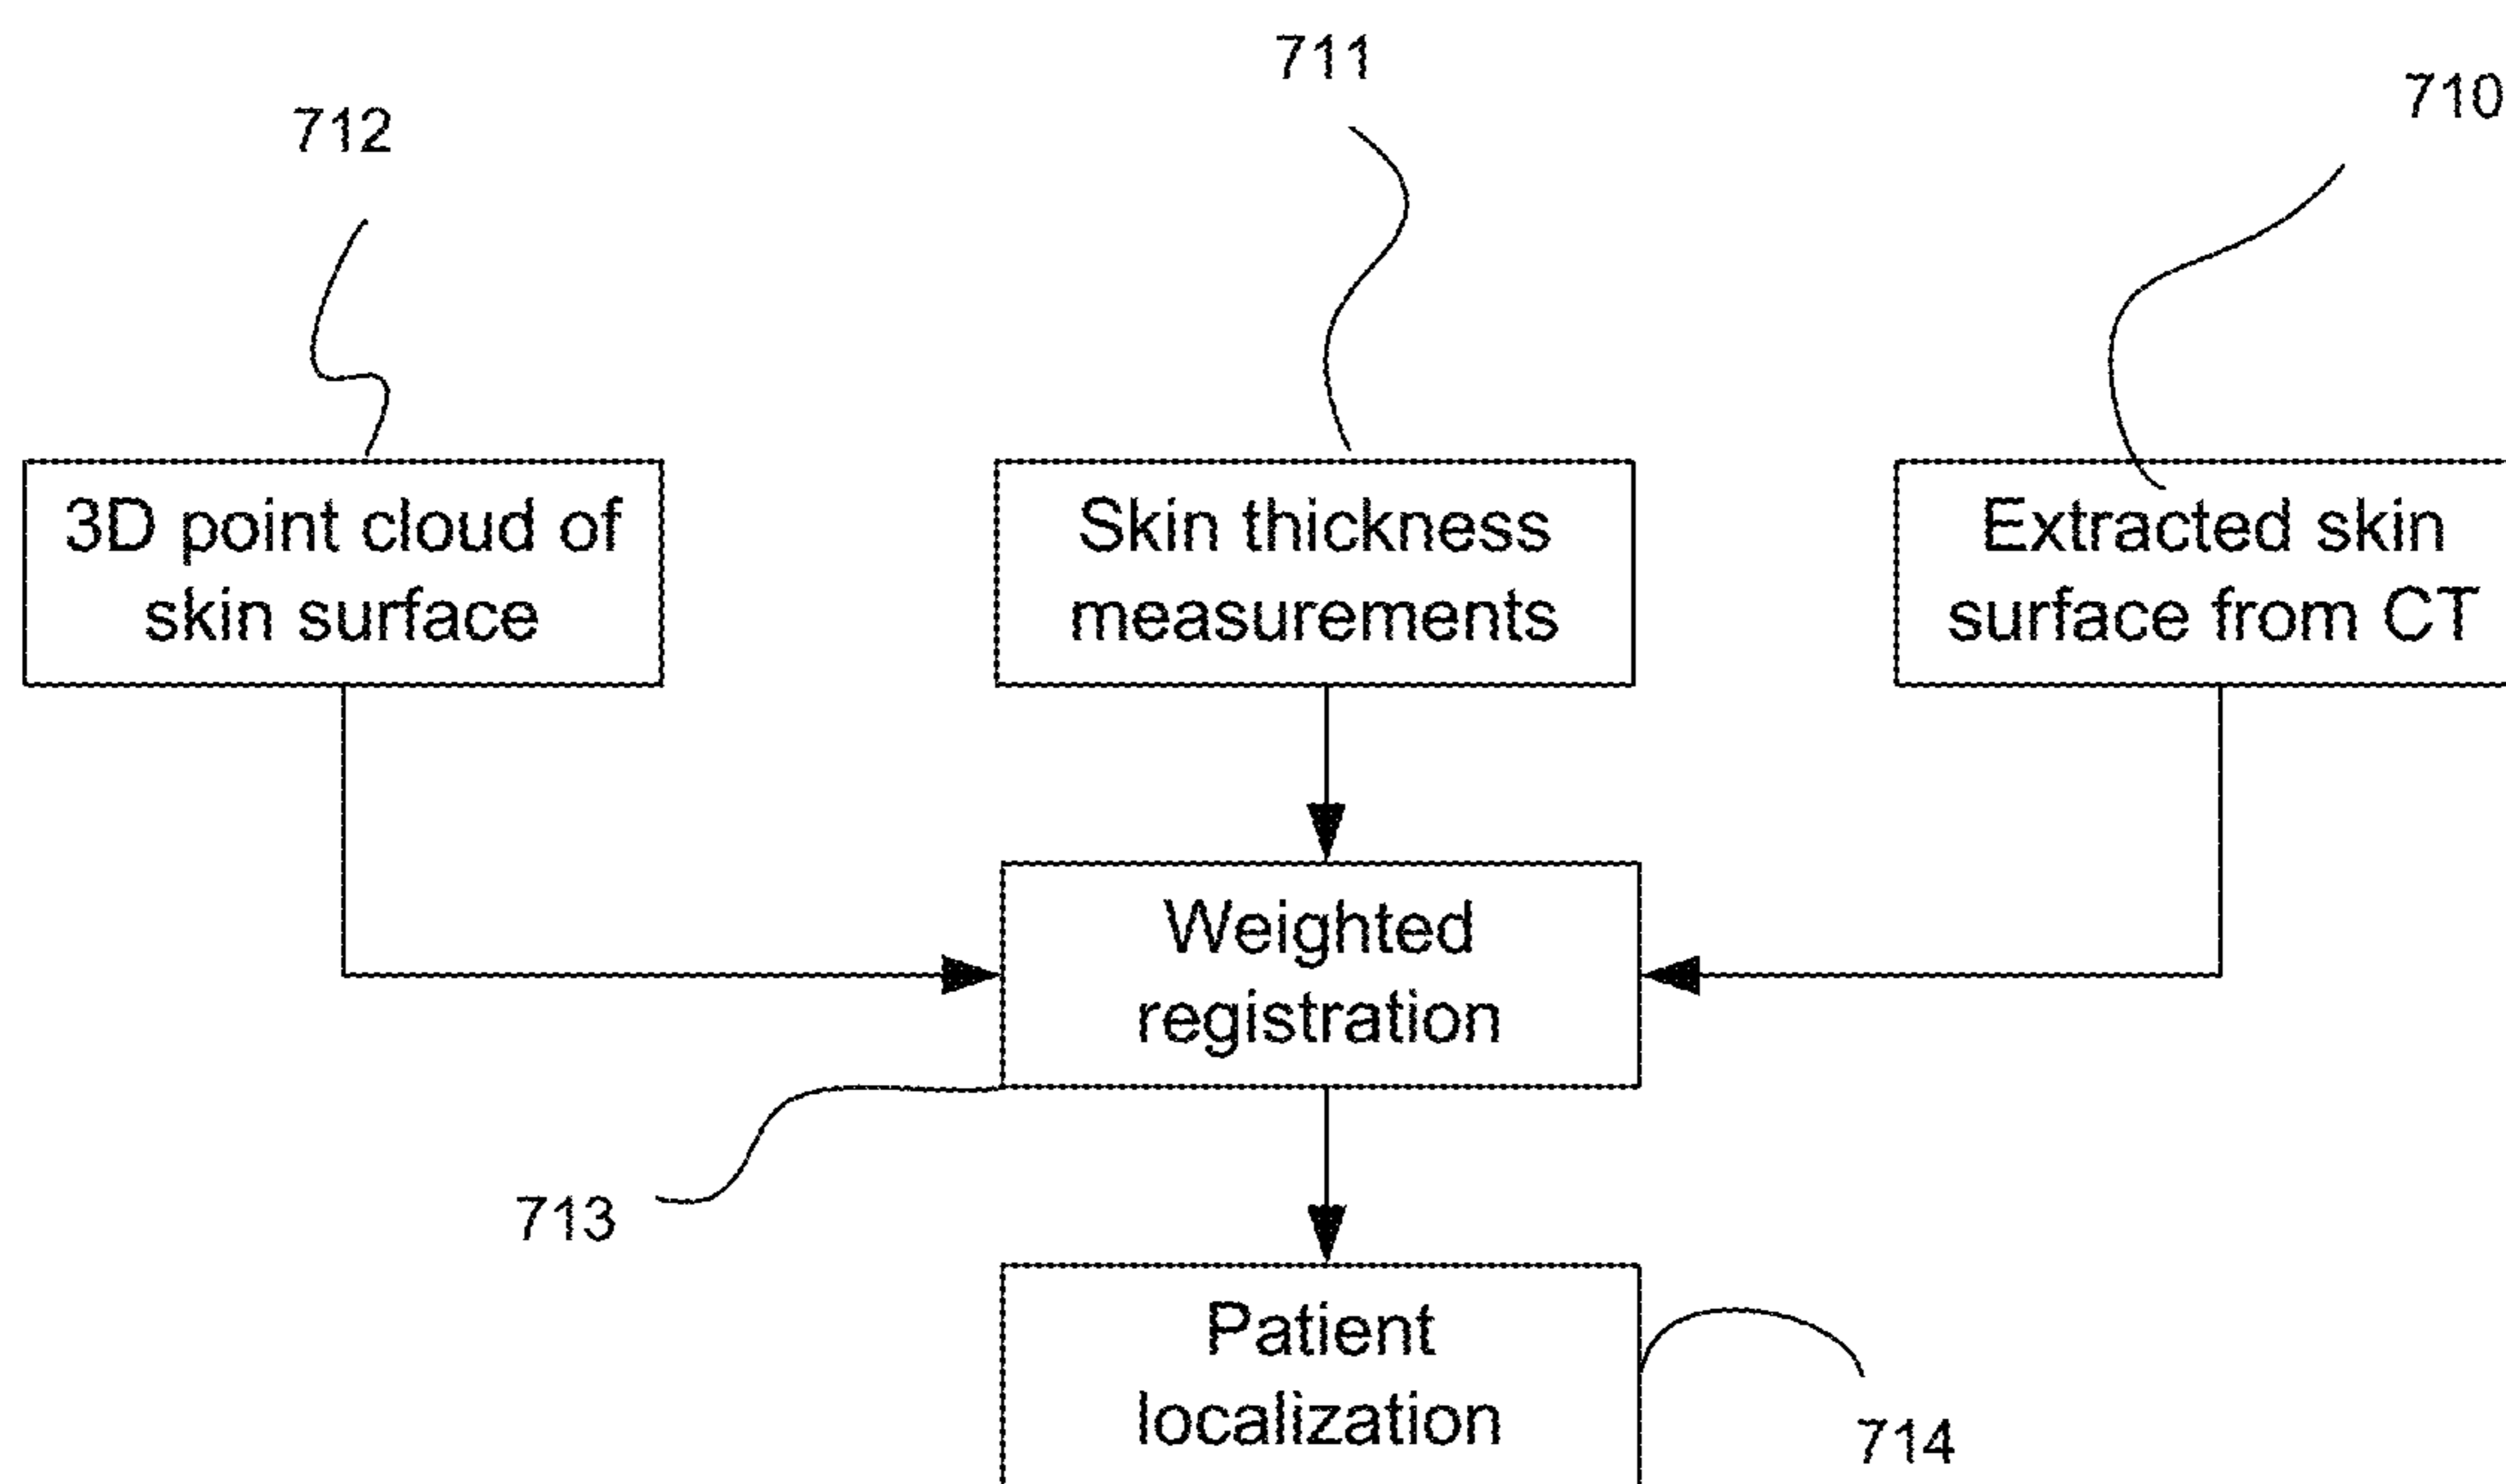 711
710
712
3D point cloud of
skin surface
Skin thickness
measurements
Extracted skin
surface from CT
Weighted
registration
713
Patient
localization
714